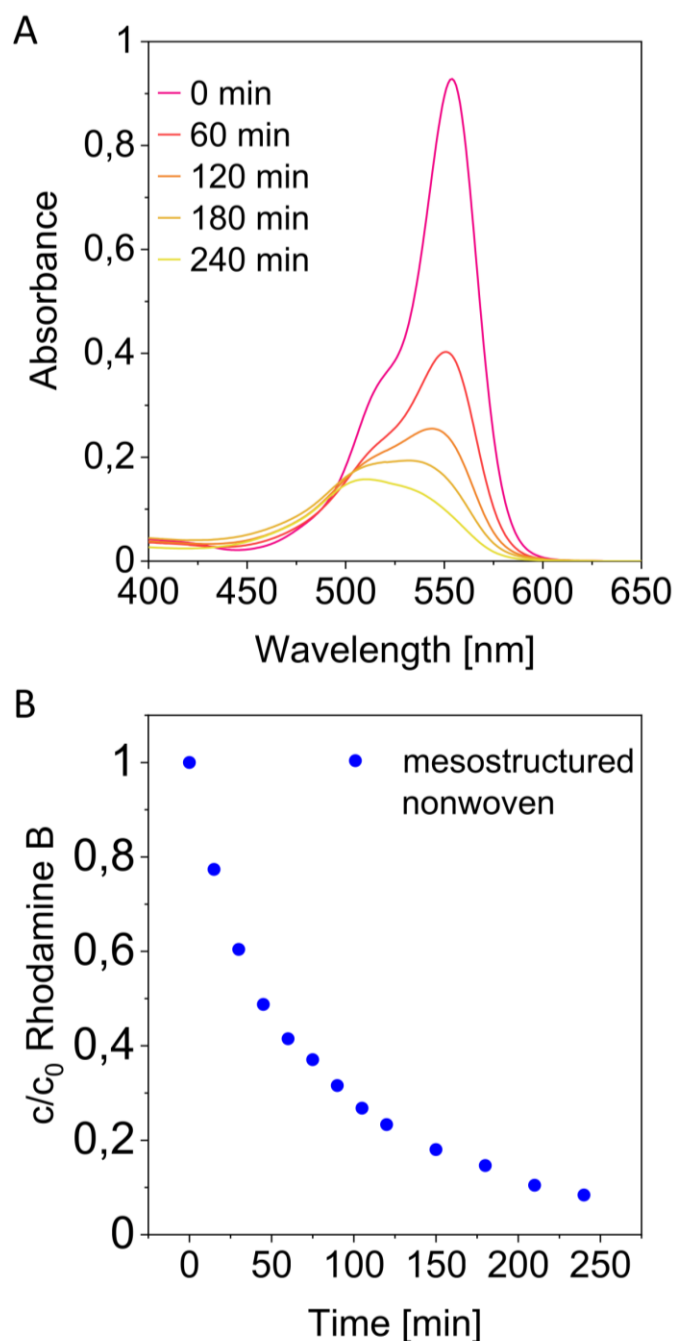 A
Absorbance
1
0,8
0,6
0,4
0,2
0
0 min
60 min
120 min
180 min
240 min
400 450 500 550 600 650
Wavelength [nm]
B
c/c₀ Rhodamine B
1
0,8
0,6
0,4
0,2
0
mesostructured
nonwoven
0 50 100 150 200 250
Time [min]